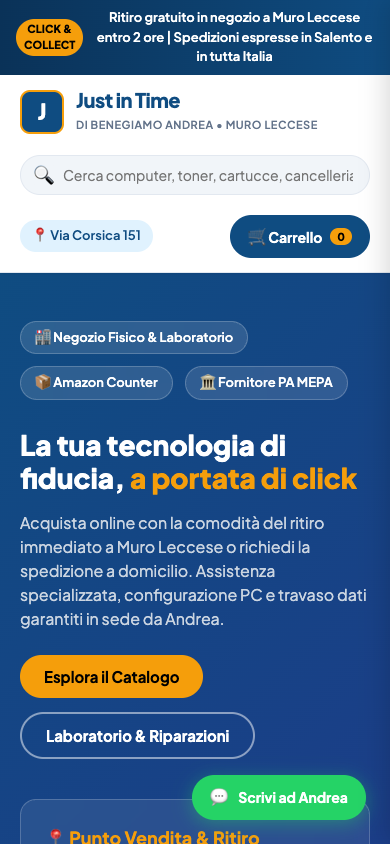 CLICK &
COLLECT
Ritiro gratuito in negozio a Muro Leccese
entro 2 ore | Spedizioni espresse in Salento e
in tutta Italia
J
Just in Time
DI BENEGIAMO ANDREA • MURO LECCESE
Cerca computer, toner, cartucce, cancelleria
Via Corsica 151
Carrello 0
Negozio Fisico & Laboratorio
Amazon Counter
Fornitore PA MEPA
La tua tecnologia di
fiducia, a portata di click
Acquista online con la comodità del ritiro
immediato a Muro Leccese o richiedi la
spedizione a domicilio. Assistenza
specializzata, configurazione PC e travaso dati
garantiti in sede da Andrea.
Esplora il Catalogo
Laboratorio & Riparazioni
Scrivi ad Andrea
Punto Vendita & Ritiro